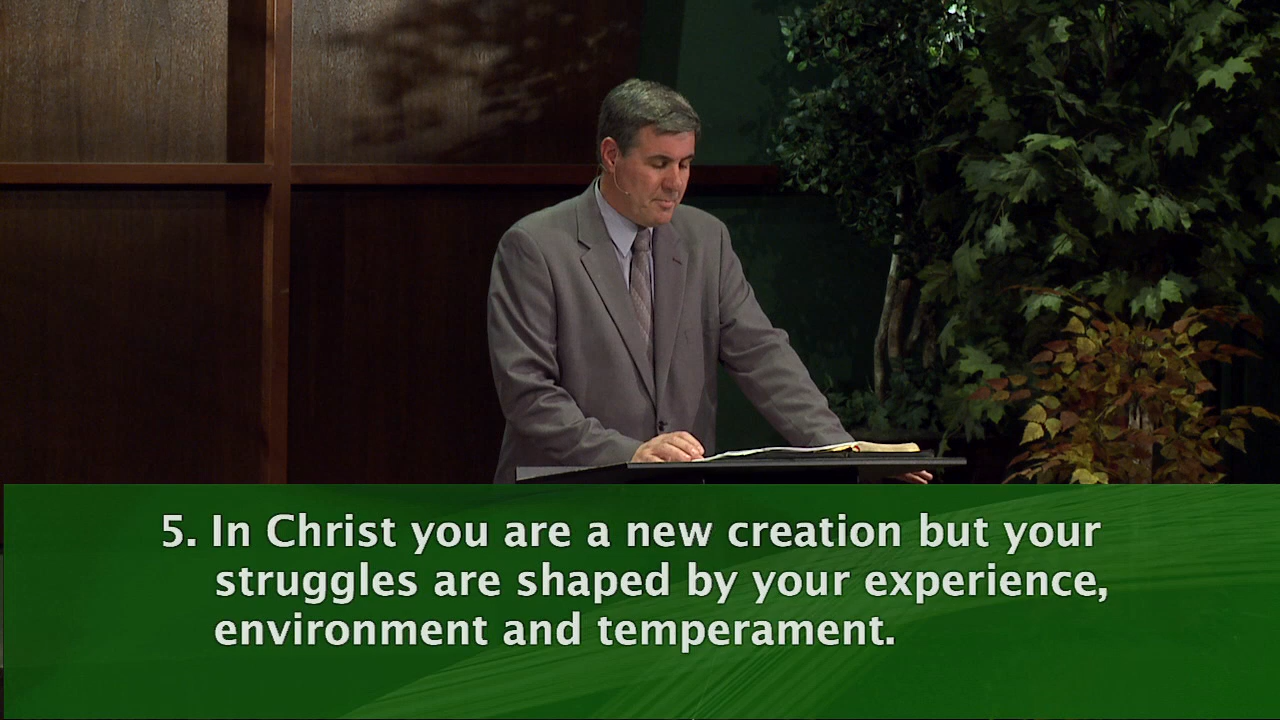 5. In Christ you are a new creation but your
struggles are shaped by your experience,
environment and temperament.